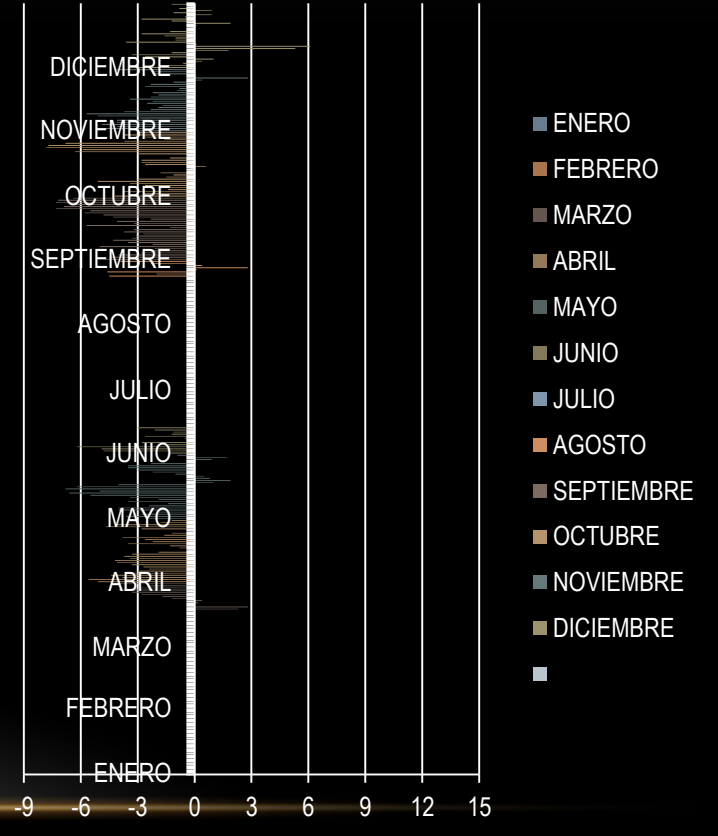 DICIEMBRE
NOVIEMBRE
OCTUBRE
SEPTIEMBRE
AGOSTO
JULIO
JUNIO
MAYO
ABRIL
MARZO
FEBRERO
ENERO
-9 -6 -3 0 3 6 9 12 15
ENERO
FEBRERO
MARZO
ABRIL
MAYO
JUNIO
JULIO
AGOSTO
SEPTIEMBRE
OCTUBRE
NOVIEMBRE
DICIEMBRE